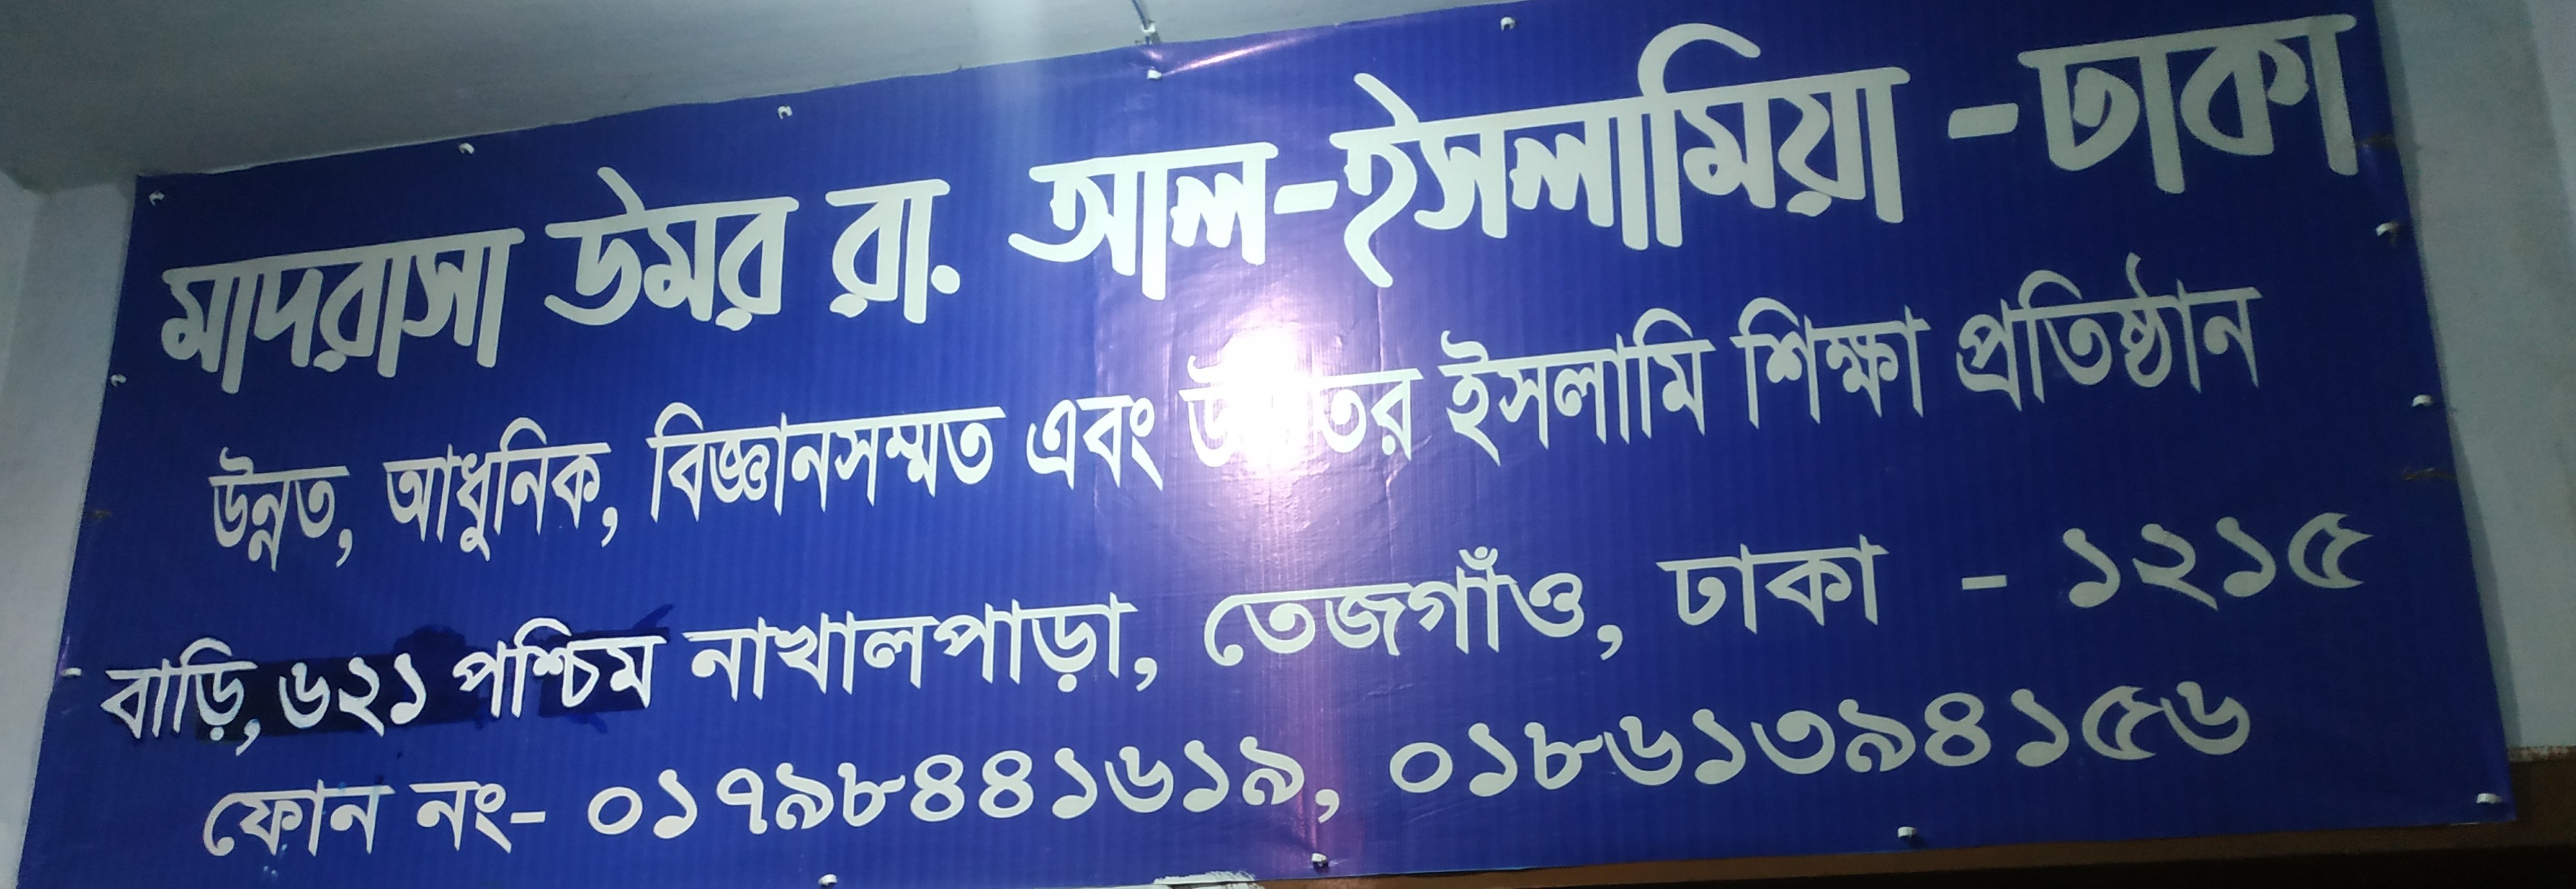 মাদরাসা উমর রা. আল-ইসলামিয়া -ঢাকা
উন্নত, আধুনিক, বিজ্ঞানসম্মত এবং ইসলামি শিক্ষা প্রতিষ্ঠান
বাড়ি, ৬২১ পশ্চিম নাখালপাড়া, তেজগাঁও, ঢাকা - ১২১৫
ফোন নং- ০১৭৯৮৪৪১৬১৯, ০১৮৬১৩৯৪১৫৬